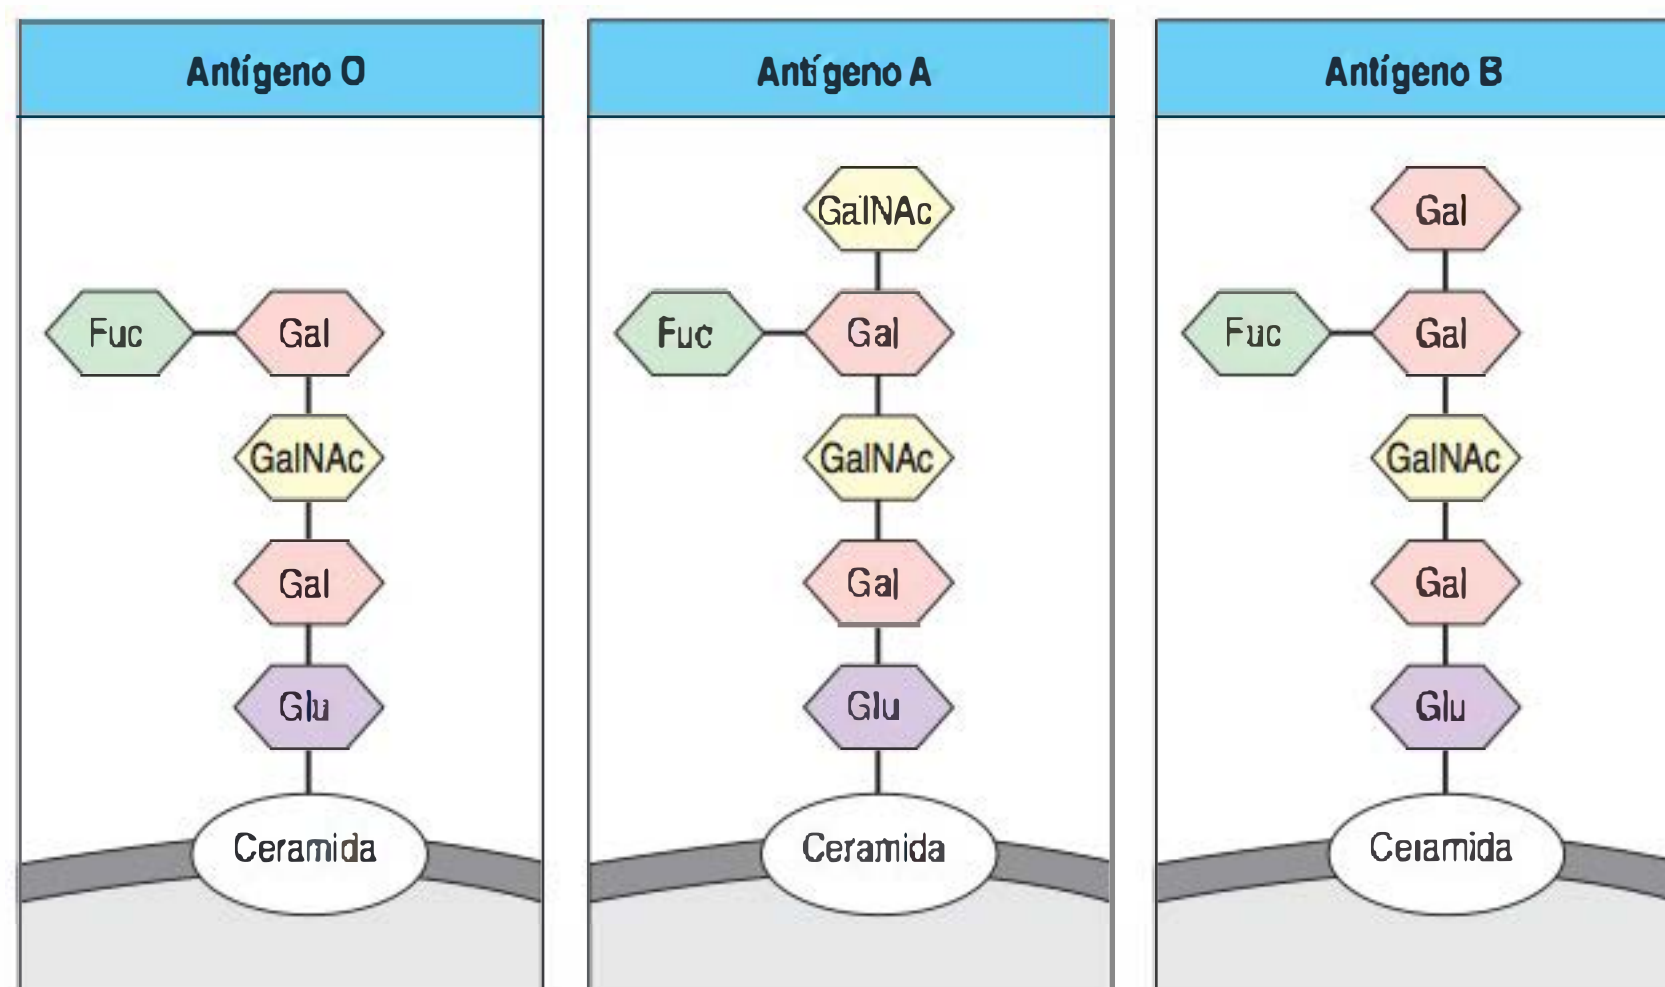 Antígeno O
Fuc
Gal
GalNAc
Gal
Glu
Ceramida
Antígeno A
GalNAc
Fuc
Gal
GalNAc
Gal
Glu
Ceramida
Antígeno B
Gal
Fuc
Gal
GalNAc
Gal
Glu
Ceramida